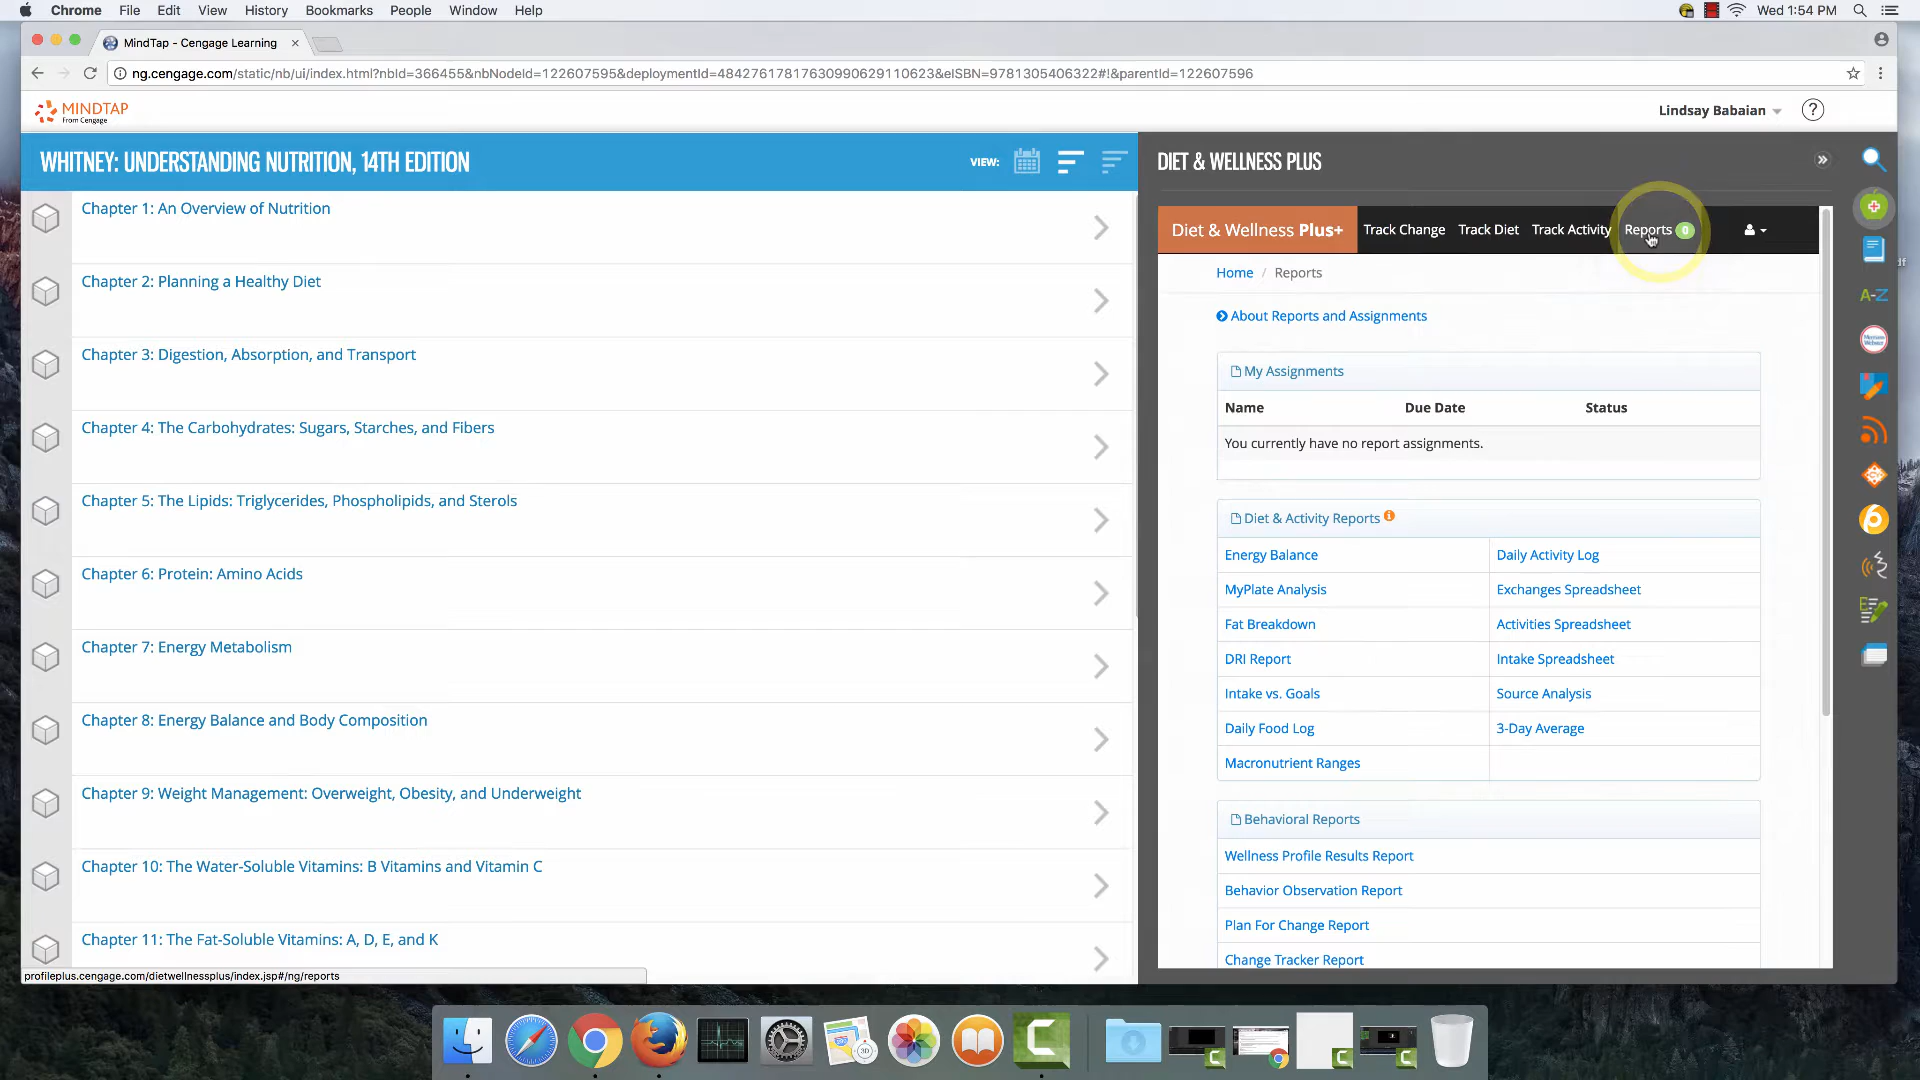 Chrome File Edit View History Bookmarks People Window Help Wed 1:54 PM
MindTap - Cengage Learning
ng.cengage.com/static/nb/ui/index.html?nbId=366455&nbNodeId=122607595&deploymentId=48427617817630990629110623&eISBN=9781305406322#!&parentId=122607596
MINDTAP
From Cengage
Lindsay Babaian
WHITNEY: UNDERSTANDING NUTRITION, 14TH EDITION
VIEW:
Chapter 1: An Overview of Nutrition
Chapter 2: Planning a Healthy Diet
Chapter 3: Digestion, Absorption, and Transport
Chapter 4: The Carbohydrates: Sugars, Starches, and Fibers
Chapter 5: The Lipids: Triglycerides, Phospholipids, and Sterols
Chapter 6: Protein: Amino Acids
Chapter 7: Energy Metabolism
Chapter 8: Energy Balance and Body Composition
Chapter 9: Weight Management: Overweight, Obesity, and Underweight
Chapter 10: The Water-Soluble Vitamins: B Vitamins and Vitamin C
Chapter 11: The Fat-Soluble Vitamins: A, D, E, and K
profileplus.cengage.com/dietwellnessplus/index.jsp#/ng/reports
DIET & WELLNESS PLUS
Diet & Wellness Plus+ Track Change Track Diet Track Activity Reports 0
Home / Reports
About Reports and Assignments
My Assignments
Name Due Date Status
You currently have no report assignments.
Diet & Activity Reports
Energy Balance Daily Activity Log
MyPlate Analysis Exchanges Spreadsheet
Fat Breakdown Activities Spreadsheet
DRI Report Intake Spreadsheet
Intake vs. Goals Source Analysis
Daily Food Log 3-Day Average
Macronutrient Ranges
Behavioral Reports
Wellness Profile Results Report
Behavior Observation Report
Plan For Change Report
Change Tracker Report
A-Z